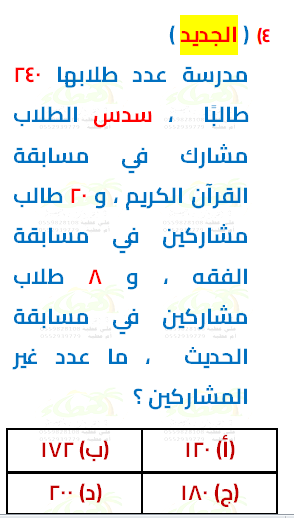 ٤) ( الجديد )
مدرسة عدد طلابها ٢٤٠
طالبًا ، سدس الطلاب
مشارك في مسابقة
القرآن الكريم ، و ٢٠ طالب
مشاركين في مسابقة
الفقه ، و ٨ طلاب
مشاركين في مسابقة
الحديث ، ما عدد غير
المشاركين ؟
(أ) ١٢٠ (ب) ١٧٢
(ج) ١٨٠ (د) ٢٠٠